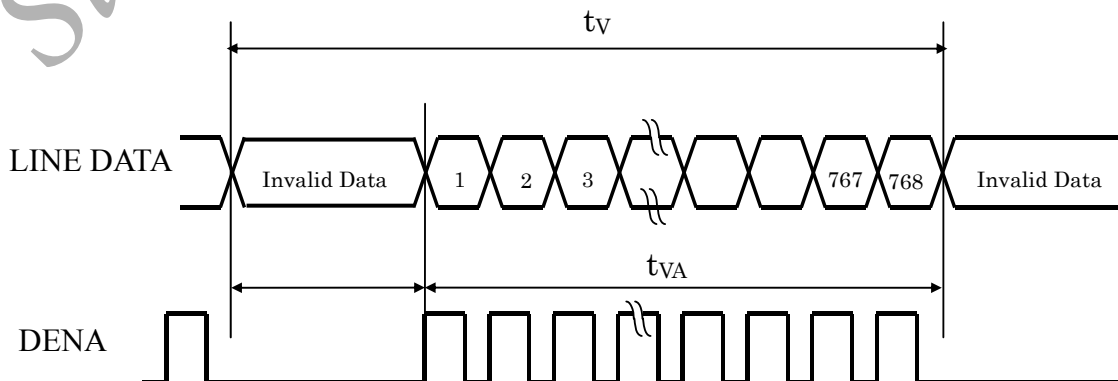 tV
LINE DATA
Invalid Data
1
2
3
767
768
Invalid Data
tVA
DENA